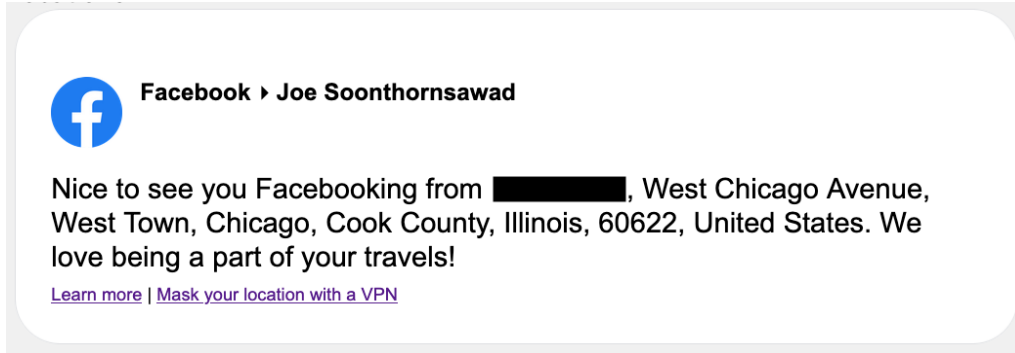 Facebook ▸ Joe Soonthornsawad
Nice to see you Facebooking from , West Chicago Avenue,
West Town, Chicago, Cook County, Illinois, 60622, United States. We
love being a part of your travels!
Learn more | Mask your location with a VPN